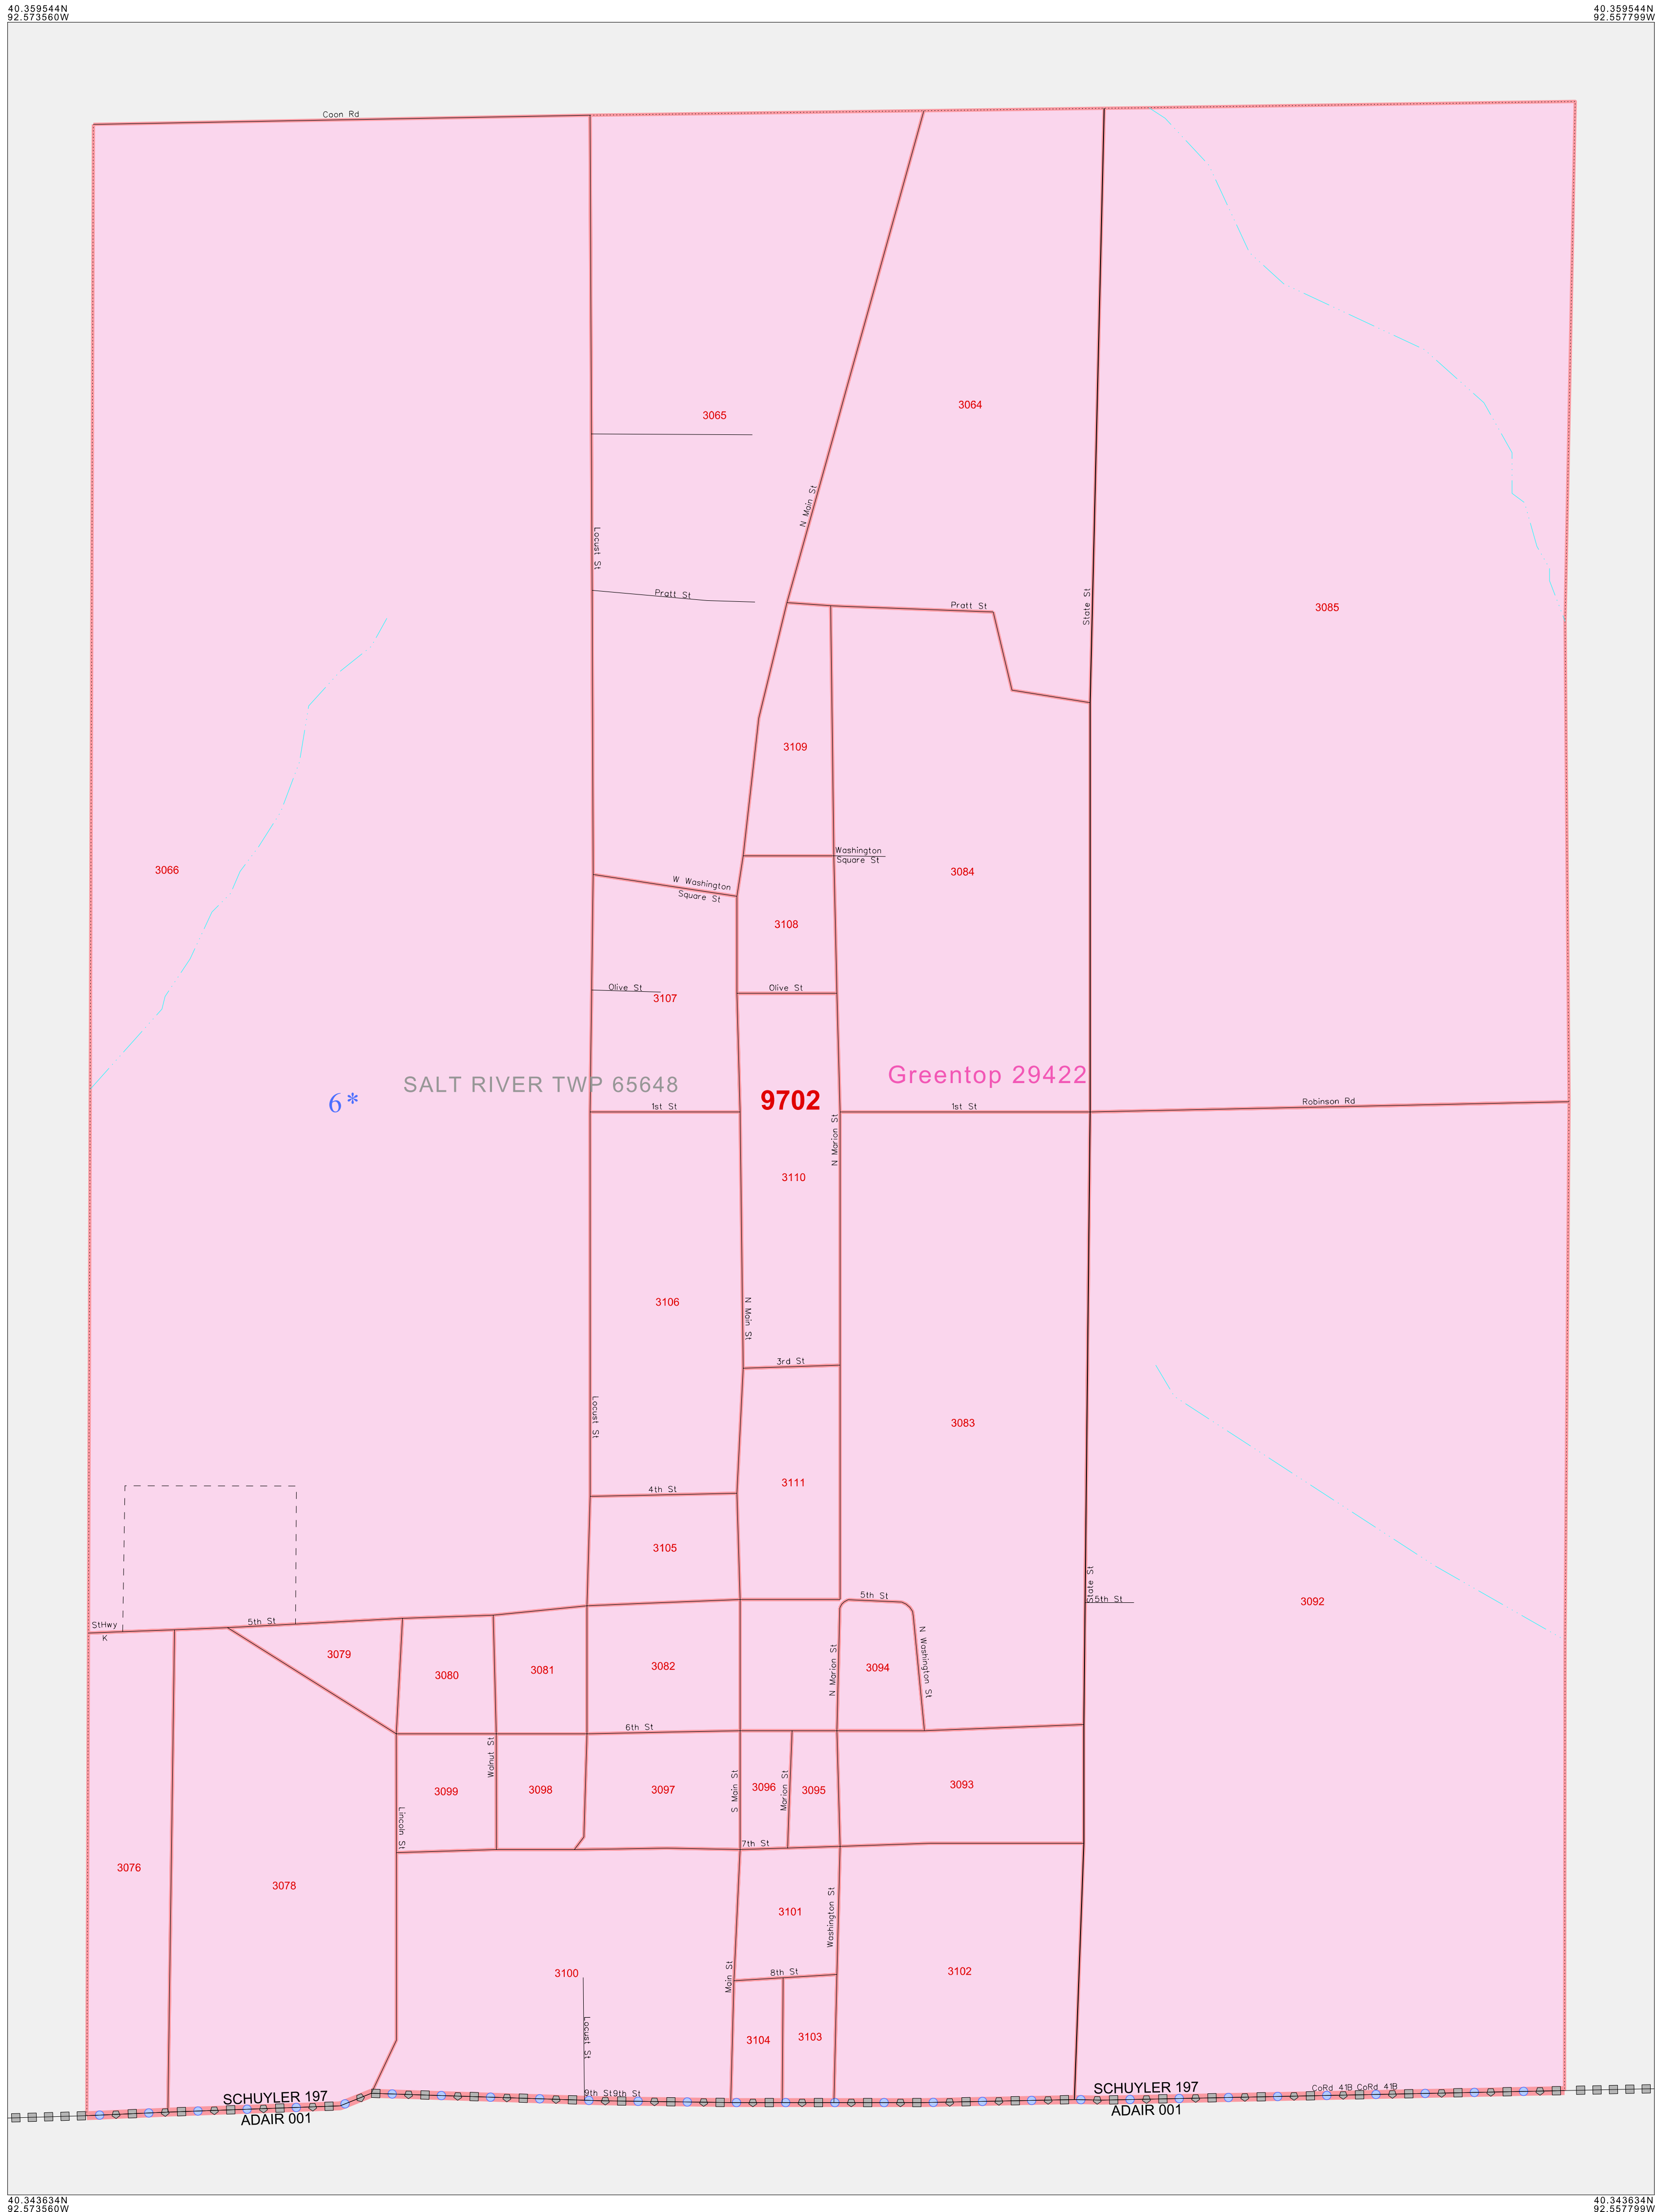 40.359544N
92.573560W
40.359544N
92.557799W
Coon Rd
3065
3064
N Main St
Locust St
Pratt St
Pratt St
State St
3085
3109
Washington
Square St
3066
3084
W Washington
Square St
3108
Olive St
Olive St
3107
SALT RIVER TWP 65648
Greentop 29422
6*
9702
1st St
1st St
Robinson Rd
N Marion St
3110
3106
N Main St
3rd St
Locust St
3083
3111
4th St
3105
State St
5th St
S5th St
3092
StHwy
K
5th St
3079
3080
3081
3082
N Marion St
3094
N Washington St
6th St
Walnut St
3099
3098
3097
S Main St
3096
Marion St
3095
3093
Lincoln St
7th St
3076
3078
3101
Washington St
3100
Main St
8th St
3102
Locust St
3104
3103
9th St9th St
SCHUYLER 197
ADAIR 001
SCHUYLER 197
ADAIR 001
CoRd 41B CoRd 41B
40.343634N
92.573560W
40.343634N
92.557799W